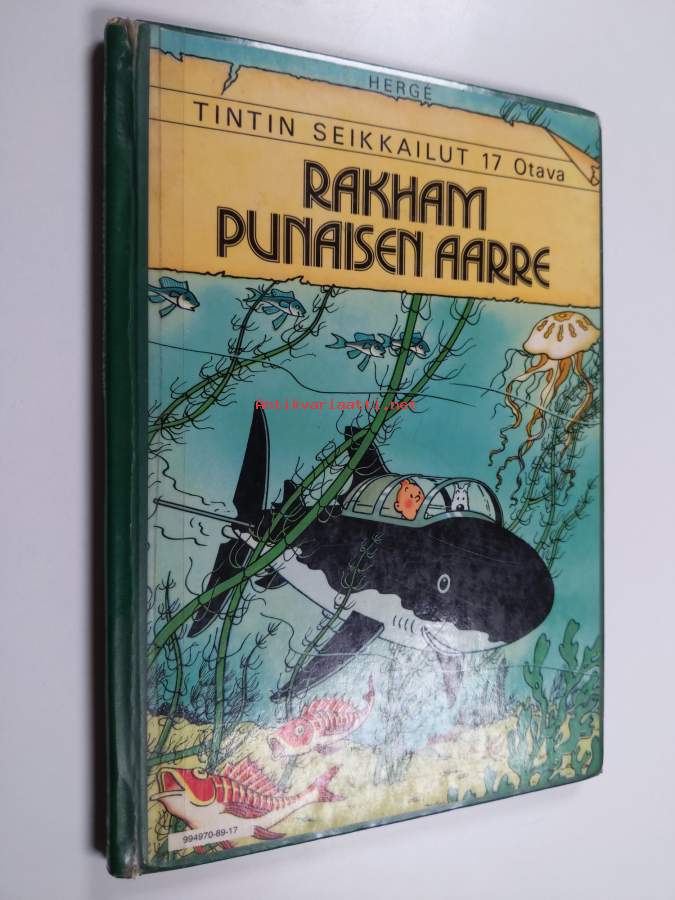 HERGÉ
TINTIN SEIKKAILUT 17 Otava
RAKHAM
PUNAISEN AARRE
Antikvariaatti.net
994970-89-17